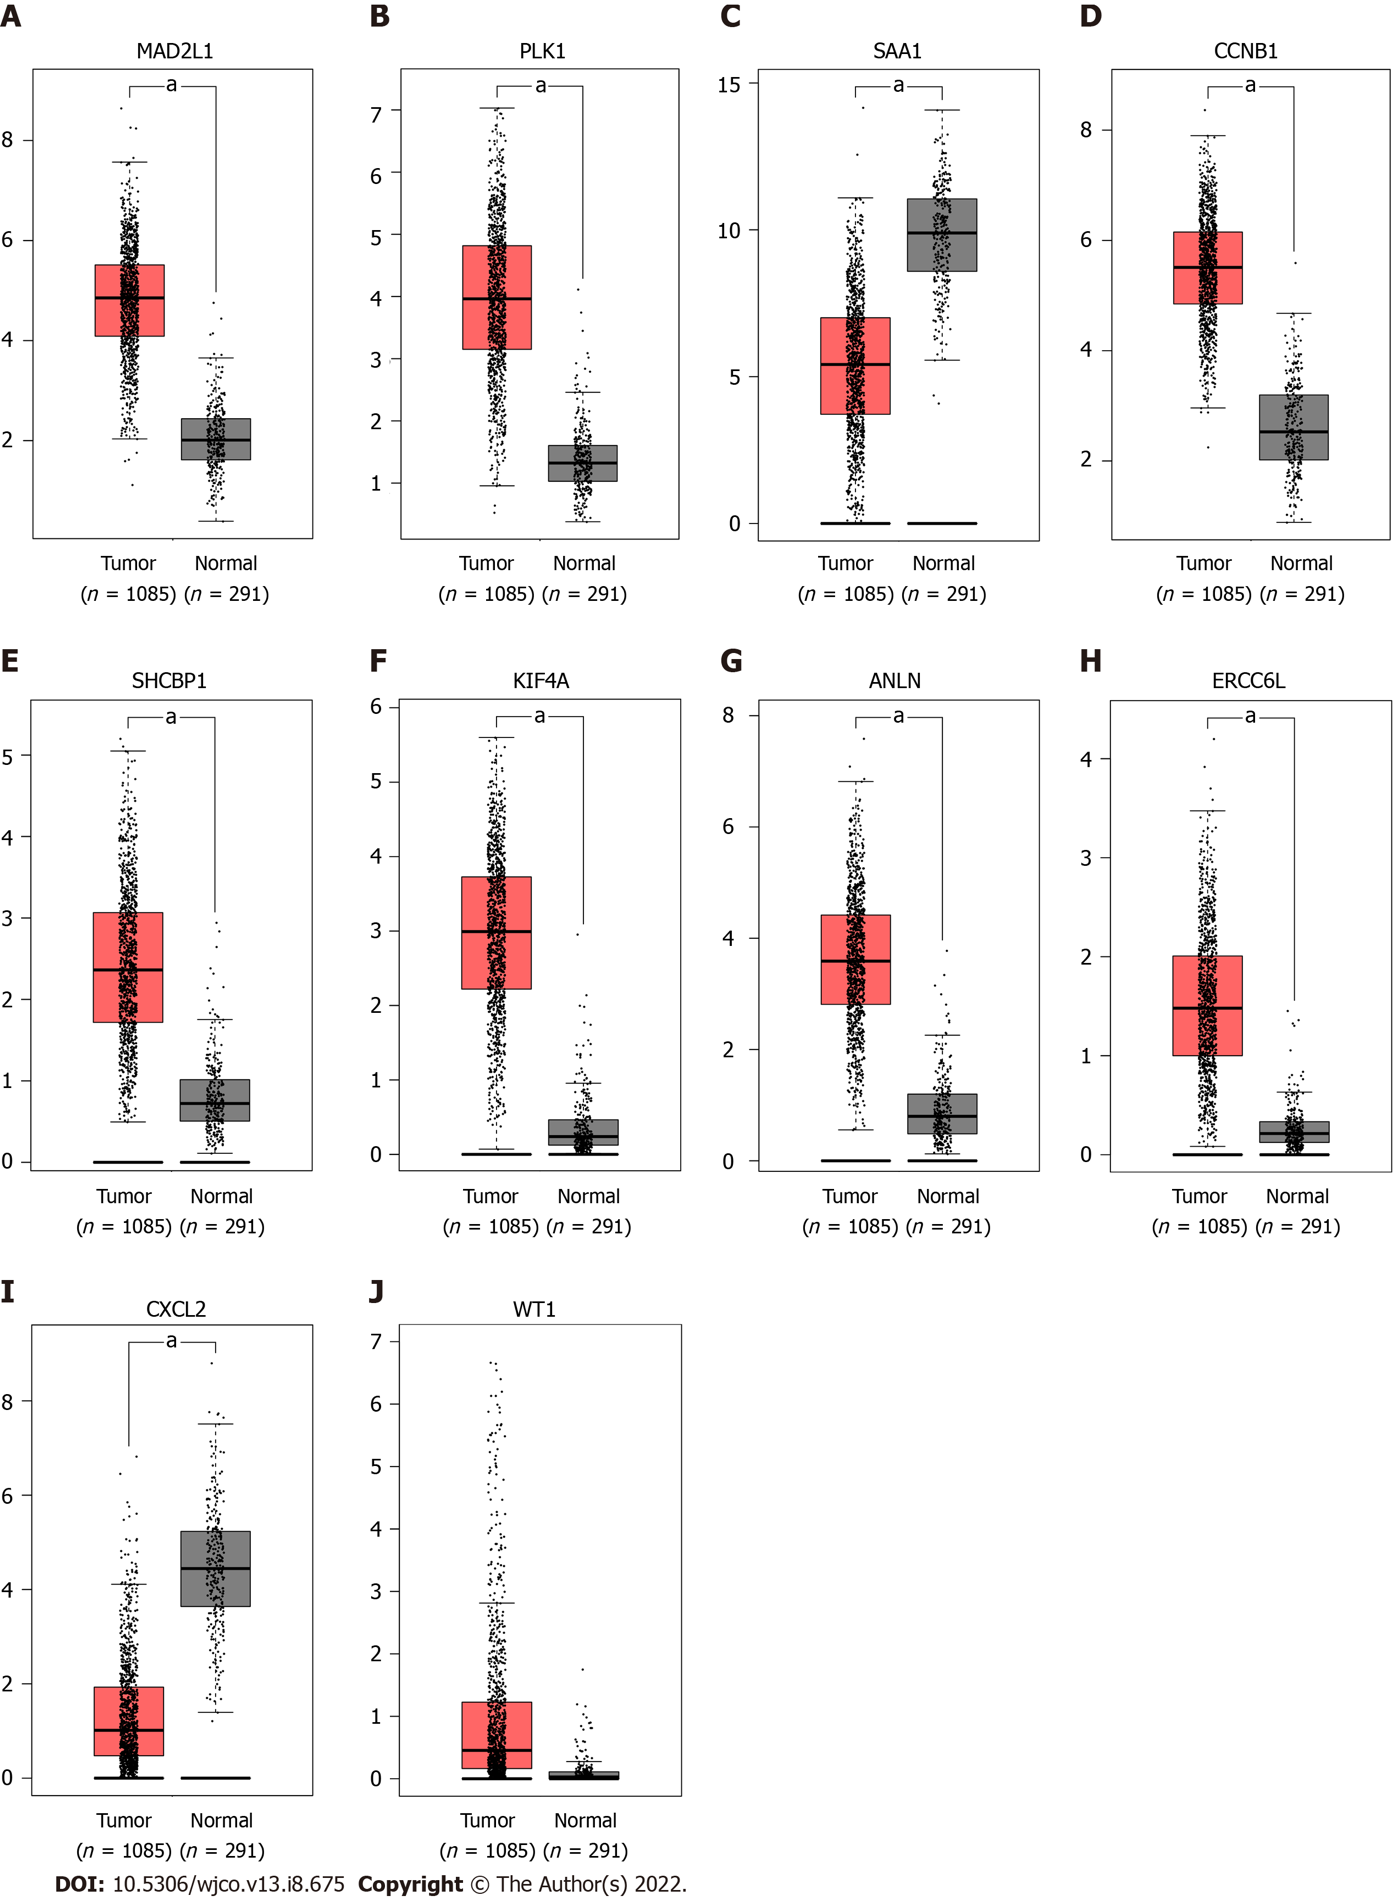 A B C D
MAD2L1 PLK1 SAA1 CCNB1
a a a a
8 7 15 8
6 6 10 6
4 5 5 4
2 4 0 2
3
2
1
Tumor Normal Tumor Normal Tumor Normal Tumor Normal
(n = 1085) (n = 291) (n = 1085) (n = 291) (n = 1085) (n = 291) (n = 1085) (n = 291)
E F G H
SHCBP1 KIF4A ANLN ERCC6L
a a a a
5 6 8 4
4 5 6 3
3 4 4 2
2 3 2 1
1 2 0 0
0 1
0
Tumor Normal Tumor Normal Tumor Normal Tumor Normal
(n = 1085) (n = 291) (n = 1085) (n = 291) (n = 1085) (n = 291) (n = 1085) (n = 291)
I J
CXCL2 WT1
a
8 7
6 6
4 5
2 4
0 3
2
1
0
Tumor Normal Tumor Normal
(n = 1085) (n = 291) (n = 1085) (n = 291)
DOI: 10.5306/wjco.v13.i8.675 Copyright © The Author(s) 2022.